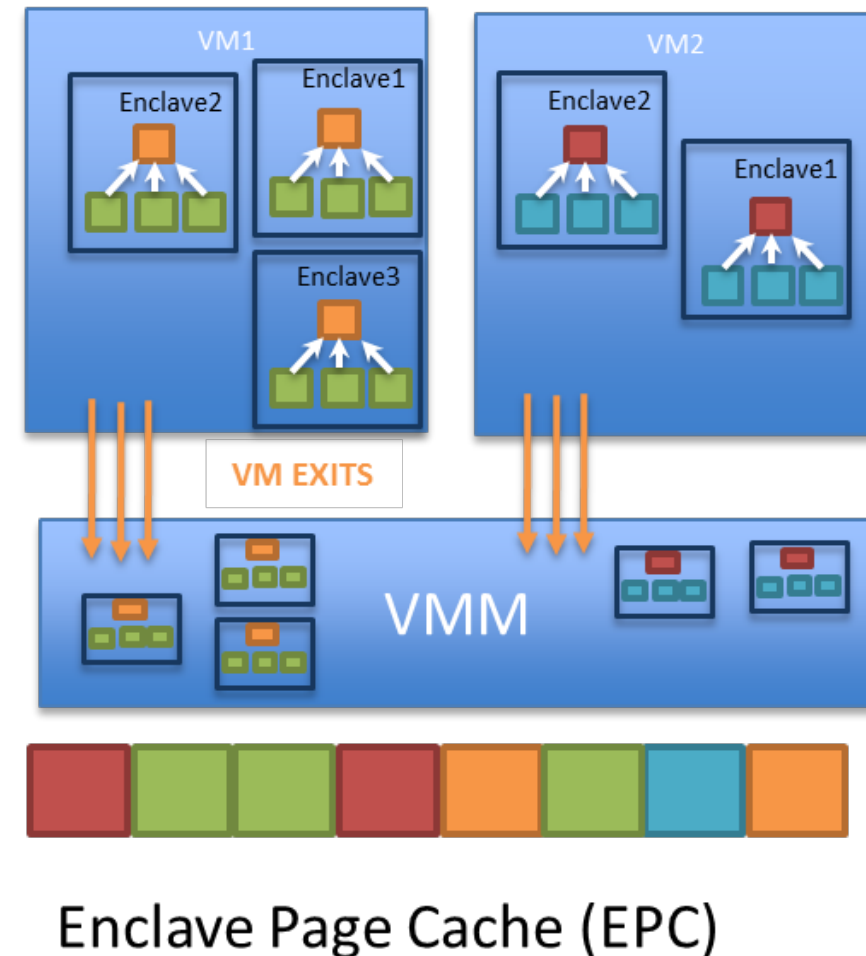 VM1
VM2
Enclave2
Enclave1
Enclave3
Enclave2
Enclave1
VM EXITS
VMM
Enclave Page Cache (EPC)